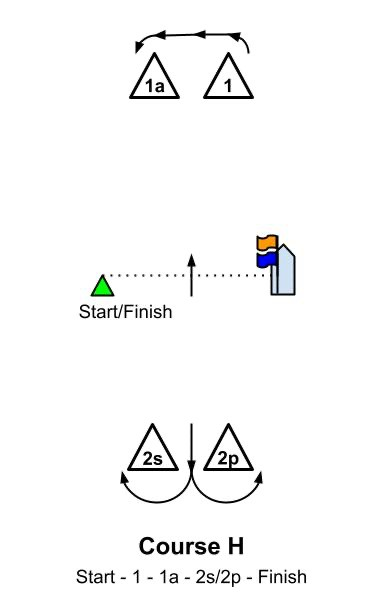 1a 1
Start/Finish
2s 2p
Course H
Start - 1 - 1a - 2s/2p - Finish